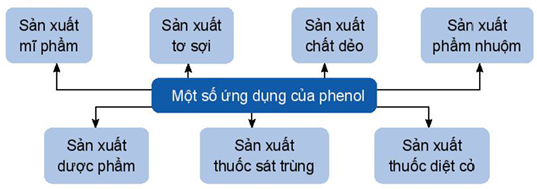 Sản xuất
mĩ phẩm
Sản xuất
tơ sợi
Sản xuất
chất dẻo
Sản xuất
phẩm nhuộm
Một số ứng dụng của phenol
Sản xuất
dược phẩm
Sản xuất
thuốc sát trùng
Sản xuất
thuốc diệt cỏ